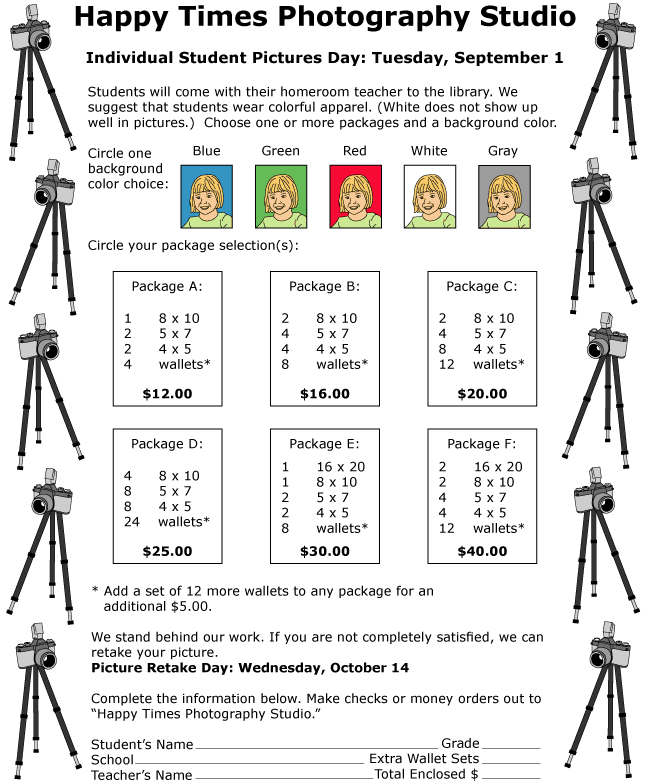 Happy Times Photography Studio
Individual Student Pictures Day: Tuesday, September 1
Students will come with their homeroom teacher to the library. We
suggest that students wear colorful apparel. (White does not show up
well in pictures.)  Choose one or more packages and a background color.
Circle one
background
color choice:
Blue Green Red White Gray
Circle your package selection(s):
Package A:
1 8 x 10
2 5 x 7
2 4 x 5
4 wallets*
$12.00
Package B:
2 8 x 10
4 5 x 7
4 4 x 5
8 wallets*
$16.00
Package C:
2 8 x 10
4 5 x 7
8 4 x 5
12 wallets*
$20.00
Package D:
4 8 x 10
8 5 x 7
8 4 x 5
24 wallets*
$25.00
Package E:
1 16 x 20
1 8 x 10
2 5 x 7
2 4 x 5
8 wallets*
$30.00
Package F:
2 16 x 20
2 8 x 10
4 5 x 7
4 4 x 5
12 wallets*
$40.00
* Add a set of 12 more wallets to any package for an
additional $5.00.
We stand behind our work. If you are not completely satisfied, we can
retake your picture.
Picture Retake Day: Wednesday, October 14
Complete the information below. Make checks or money orders out to
“Happy Times Photography Studio.”
Student’s Name Grade
School Extra Wallet Sets
Teacher’s Name Total Enclosed $